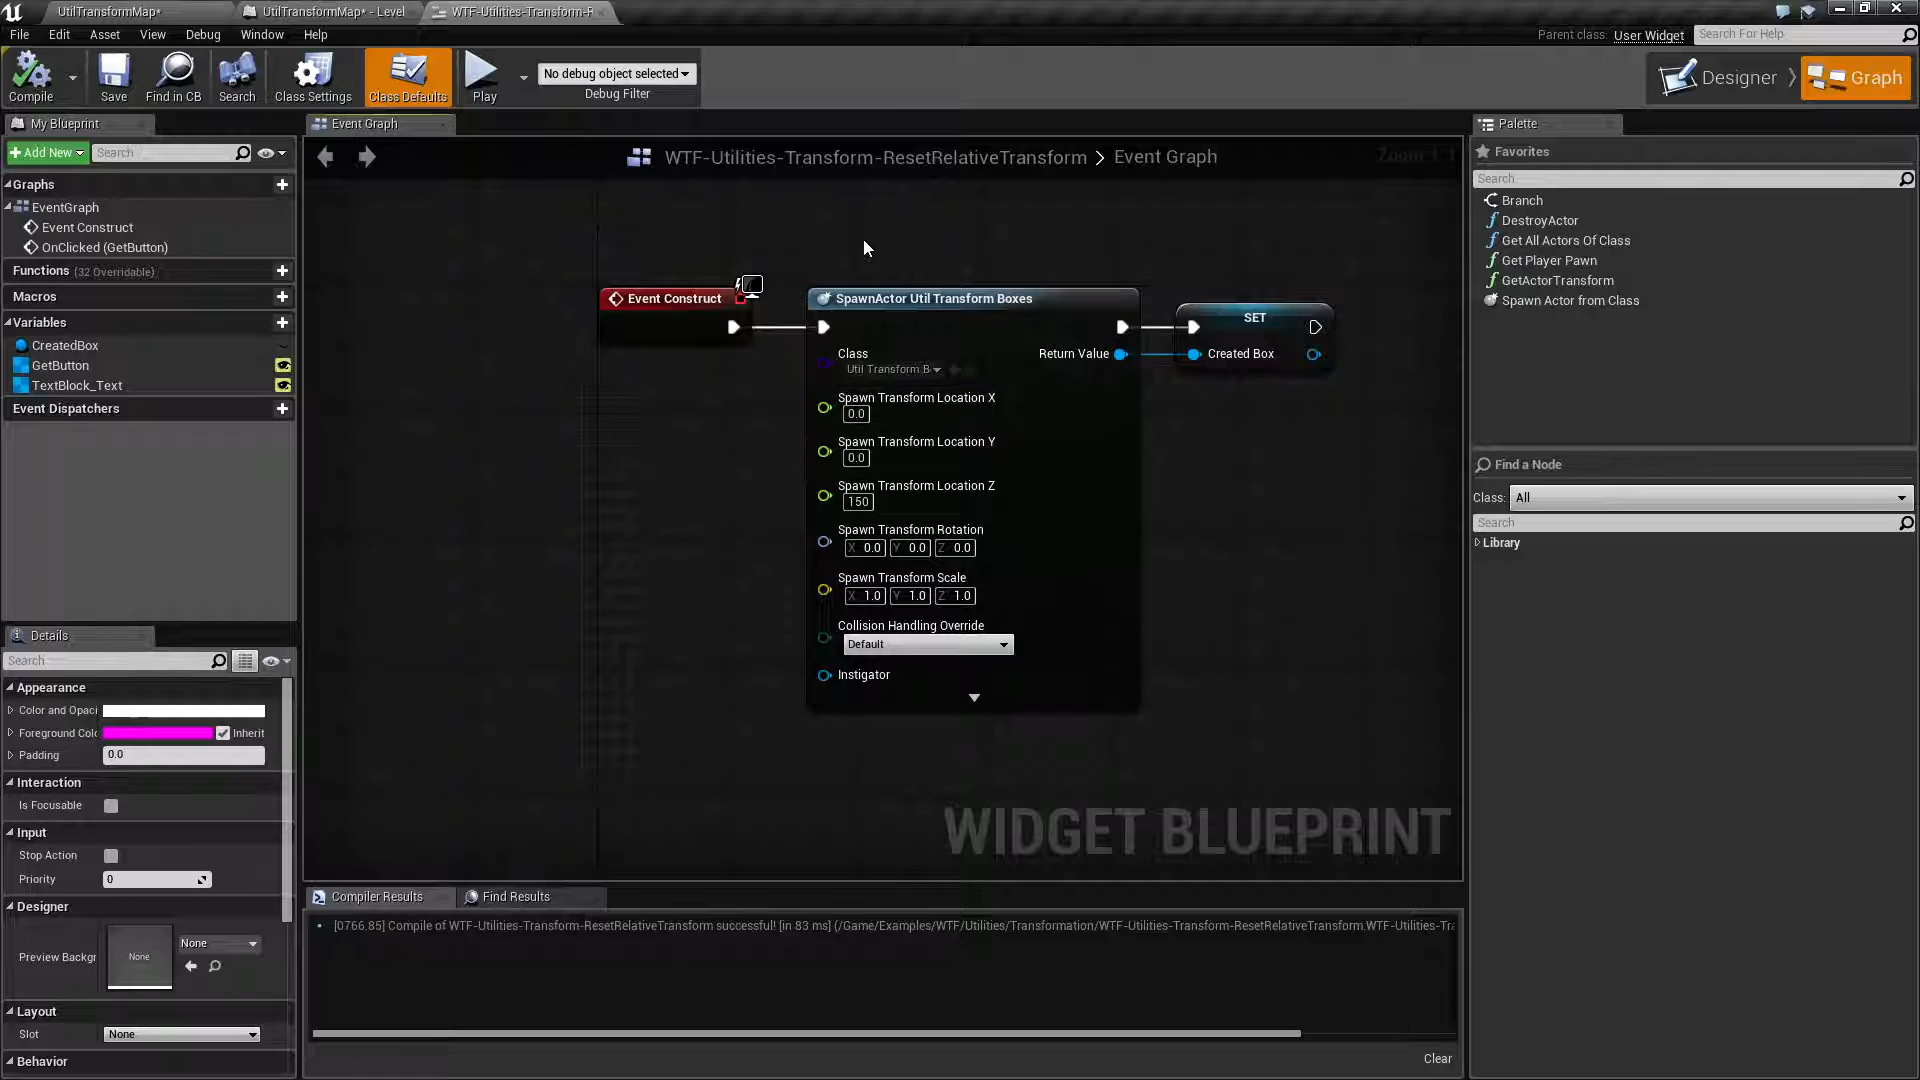 UtilTransformMap*
UtilTransformMap* - Level
WTF-Utilities-Transform-R
File
Edit
Asset
View
Debug
Window
Help
Parent class:
User Widget
Search For Help
Compile
Save
Find in CB
Search
Class Settings
Class Defaults
Play
No debug object selected
Debug Filter
Designer
Graph
My Blueprint
Add New
Search
Graphs
EventGraph
Event Construct
OnClicked (GetButton)
Functions (32 Overridable)
Macros
Variables
CreatedBox
GetButton
TextBlock_Text
Event Dispatchers
Details
Search
Appearance
Color and Opaci
Foreground Colo
Inherit
Padding
0.0
Interaction
Is Focusable
Input
Stop Action
Priority
0
Designer
Preview Backgr
None
None
Layout
Slot
None
Behavior
Event Graph
WTF-Utilities-Transform-ResetRelativeTransform > Event Graph
Zoom 1:1
Event Construct
SpawnActor Util Transform Boxes
Class
Util Transform B
Return Value
Spawn Transform Location X
0.0
Spawn Transform Location Y
0.0
Spawn Transform Location Z
150
Spawn Transform Rotation
X 0.0 Y 0.0 Z 0.0
Spawn Transform Scale
X 1.0 Y 1.0 Z 1.0
Collision Handling Override
Default
Instigator
SET
Created Box
WIDGET BLUEPRINT
Compiler Results
Find Results
[0766.85] Compile of WTF-Utilities-Transform-ResetRelativeTransform successful! [in 83 ms] (/Game/Examples/WTF/Utilities/Transformation/WTF-Utilities-Transform-ResetRelativeTransform.WTF-Utilities-Tr
Clear
Palette
Favorites
Search
Branch
DestroyActor
Get All Actors Of Class
Get Player Pawn
GetActorTransform
Spawn Actor from Class
Find a Node
Class:
All
Search
Library